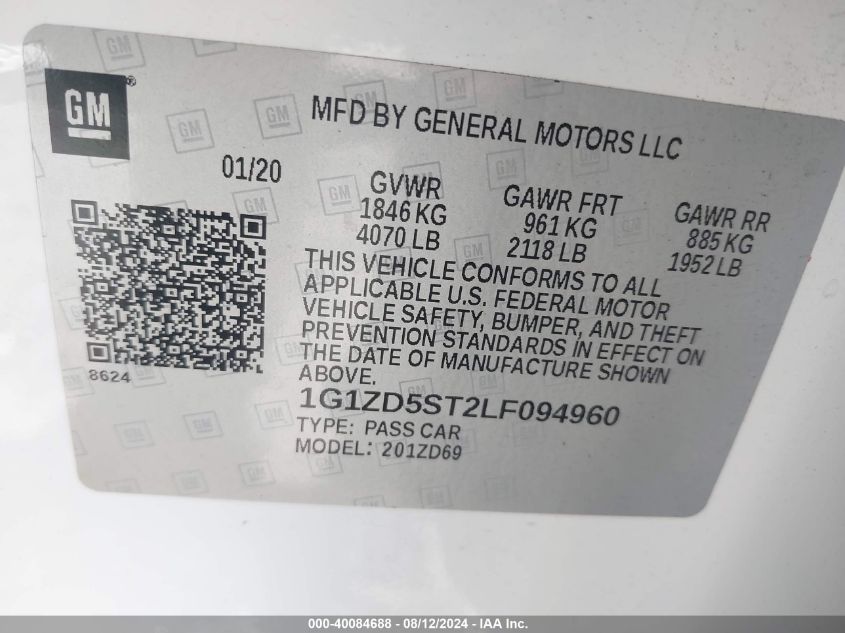 GM
MFD BY GENERAL MOTORS LLC
01/20
GVWR
1846 KG
4070 LB
GAWR FRT
961 KG
2118 LB
GAWR RR
885 KG
1952 LB
THIS VEHICLE CONFORMS TO ALL
APPLICABLE U.S. FEDERAL MOTOR
VEHICLE SAFETY, BUMPER, AND THEFT
PREVENTION STANDARDS IN EFFECT ON
THE DATE OF MANUFACTURE SHOWN
ABOVE.
8624
1G1ZD5ST2LF094960
TYPE: PASS CAR
MODEL: 201ZD69
000-40084688 - 08/12/2024 - IAA Inc.